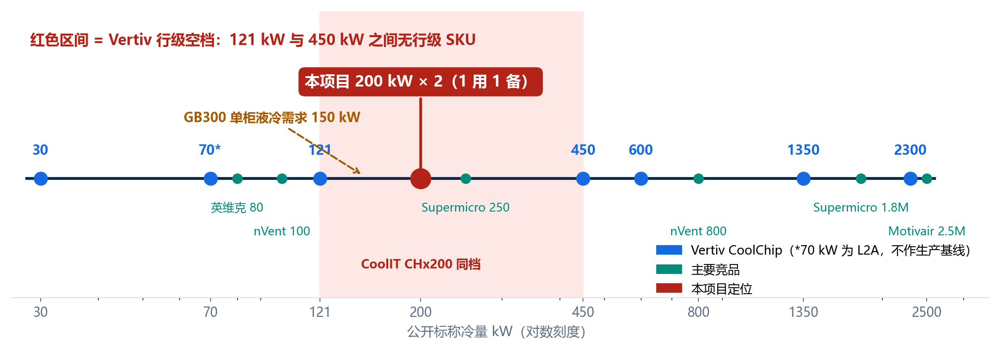 红色区间 = Vertiv 行级空档：121 kW 与 450 kW 之间无行级 SKU
本项目 200 kW × 2（1 用 1 备）
GB300 单柜液冷需求 150 kW
30
70*
121
450
600
1350
2300
英维克 80
Supermicro 250
Supermicro 1.8M
nVent 100
nVent 800
Motivair 2.5M
Vertiv CoolChip（*70 kW 为 L2A，不作生产基线）
CoolIT CHx200 同档
主要竞品
本项目定位
30
70
121
200
450
800
1350
2500
公开标称冷量 kW（对数刻度）